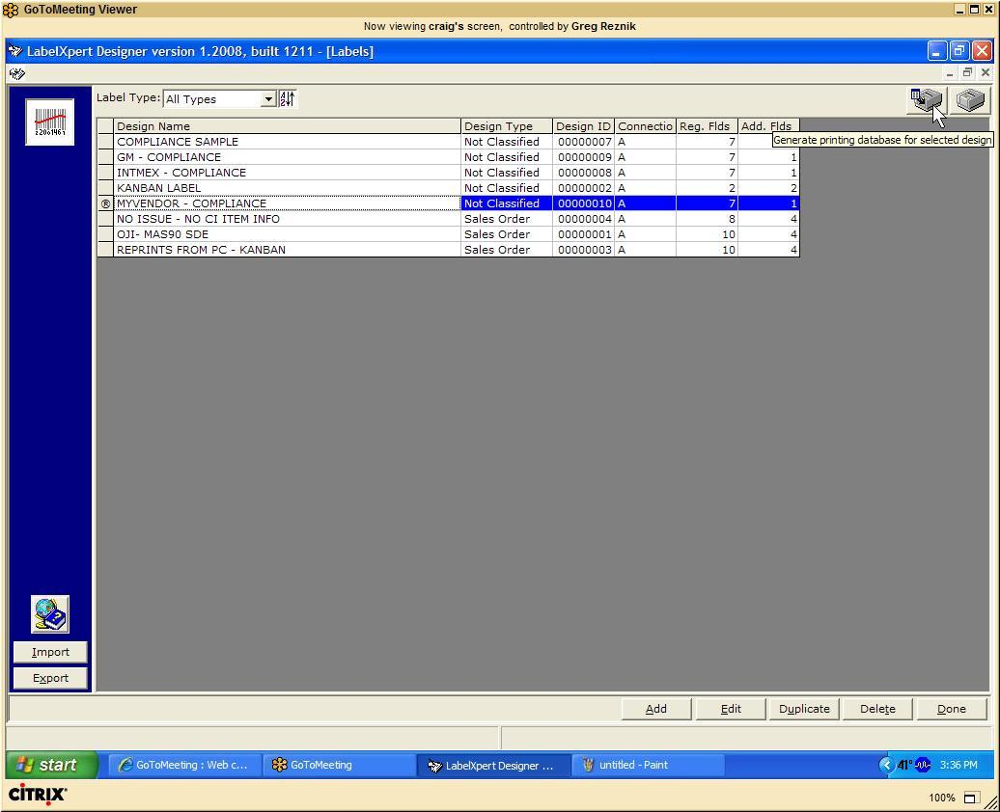 GoToMeeting Viewer
Now viewing craig's screen, controlled by Greg Reznik
LabelXpert Designer version 1.2008, built 1211 - [Labels]
Label Type: All Types
Design Name Design Type Design ID Connectio Reg. Flds Add. Flds
COMPLIANCE SAMPLE Not Classified 00000007 A 7
Generate printing database for selected design
GM - COMPLIANCE Not Classified 00000009 A 7 1
INTMEX - COMPLIANCE Not Classified 00000008 A 7 1
KANBAN LABEL Not Classified 00000002 A 2 2
® MYVENDOR - COMPLIANCE Not Classified 00000010 A 7 1
NO ISSUE - NO CI ITEM INFO Sales Order 00000004 A 8 4
OJI- MAS90 SDE Sales Order 00000001 A 10 4
REPRINTS FROM PC - KANBAN Sales Order 00000003 A 10 4
Import
Export
Add Edit Duplicate Delete Done
start GoToMeeting : Web c... GoToMeeting LabelXpert Designer ... untitled - Paint 41° 3:36 PM
CITRIX 100%